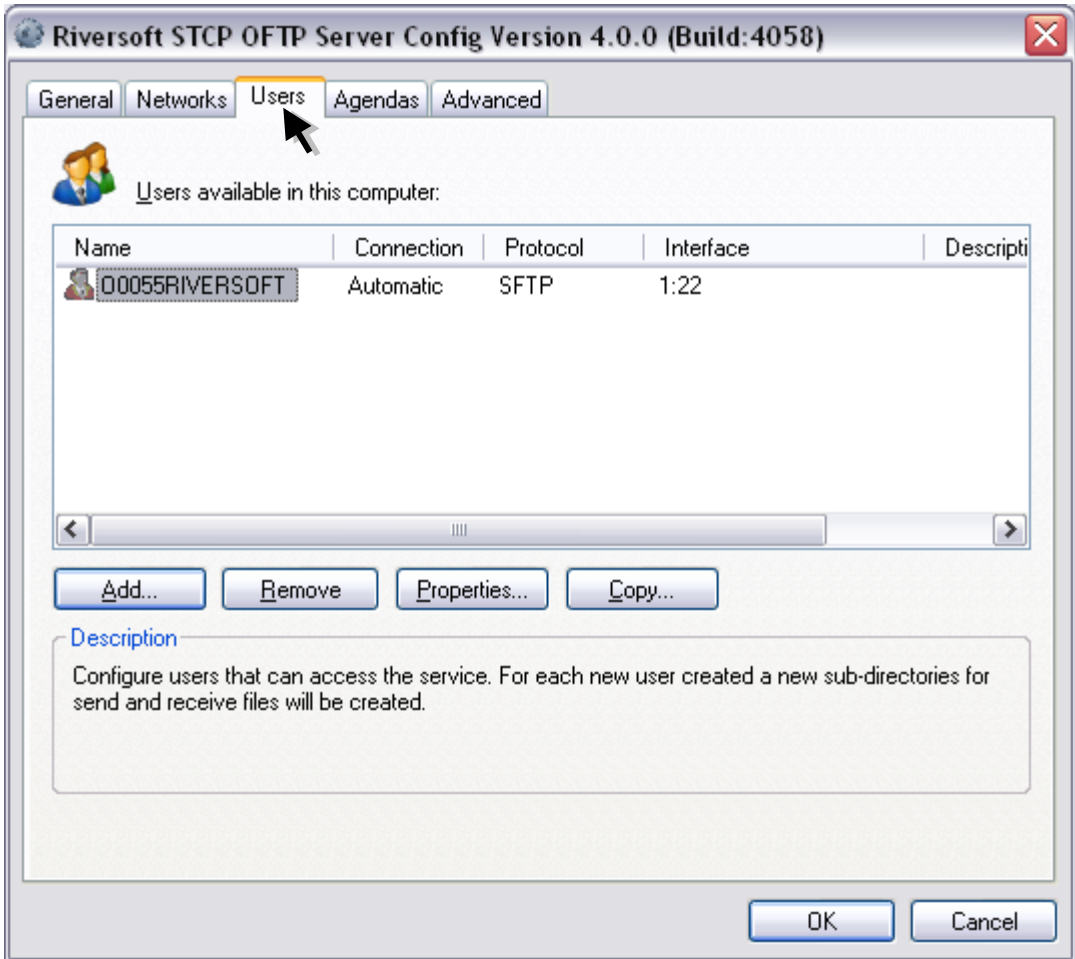 Riversoft STCP OFTP Server Config Version 4.0.0 (Build:4058)
General Networks Users Agendas Advanced
Users available in this computer:
Name Connection Protocol Interface Descripti
O0055RIVERSOFT Automatic SFTP 1:22
Add... Remove Properties... Copy...
Description
Configure users that can access the service. For each new user created a new sub-directories for
send and receive files will be created.
OK Cancel